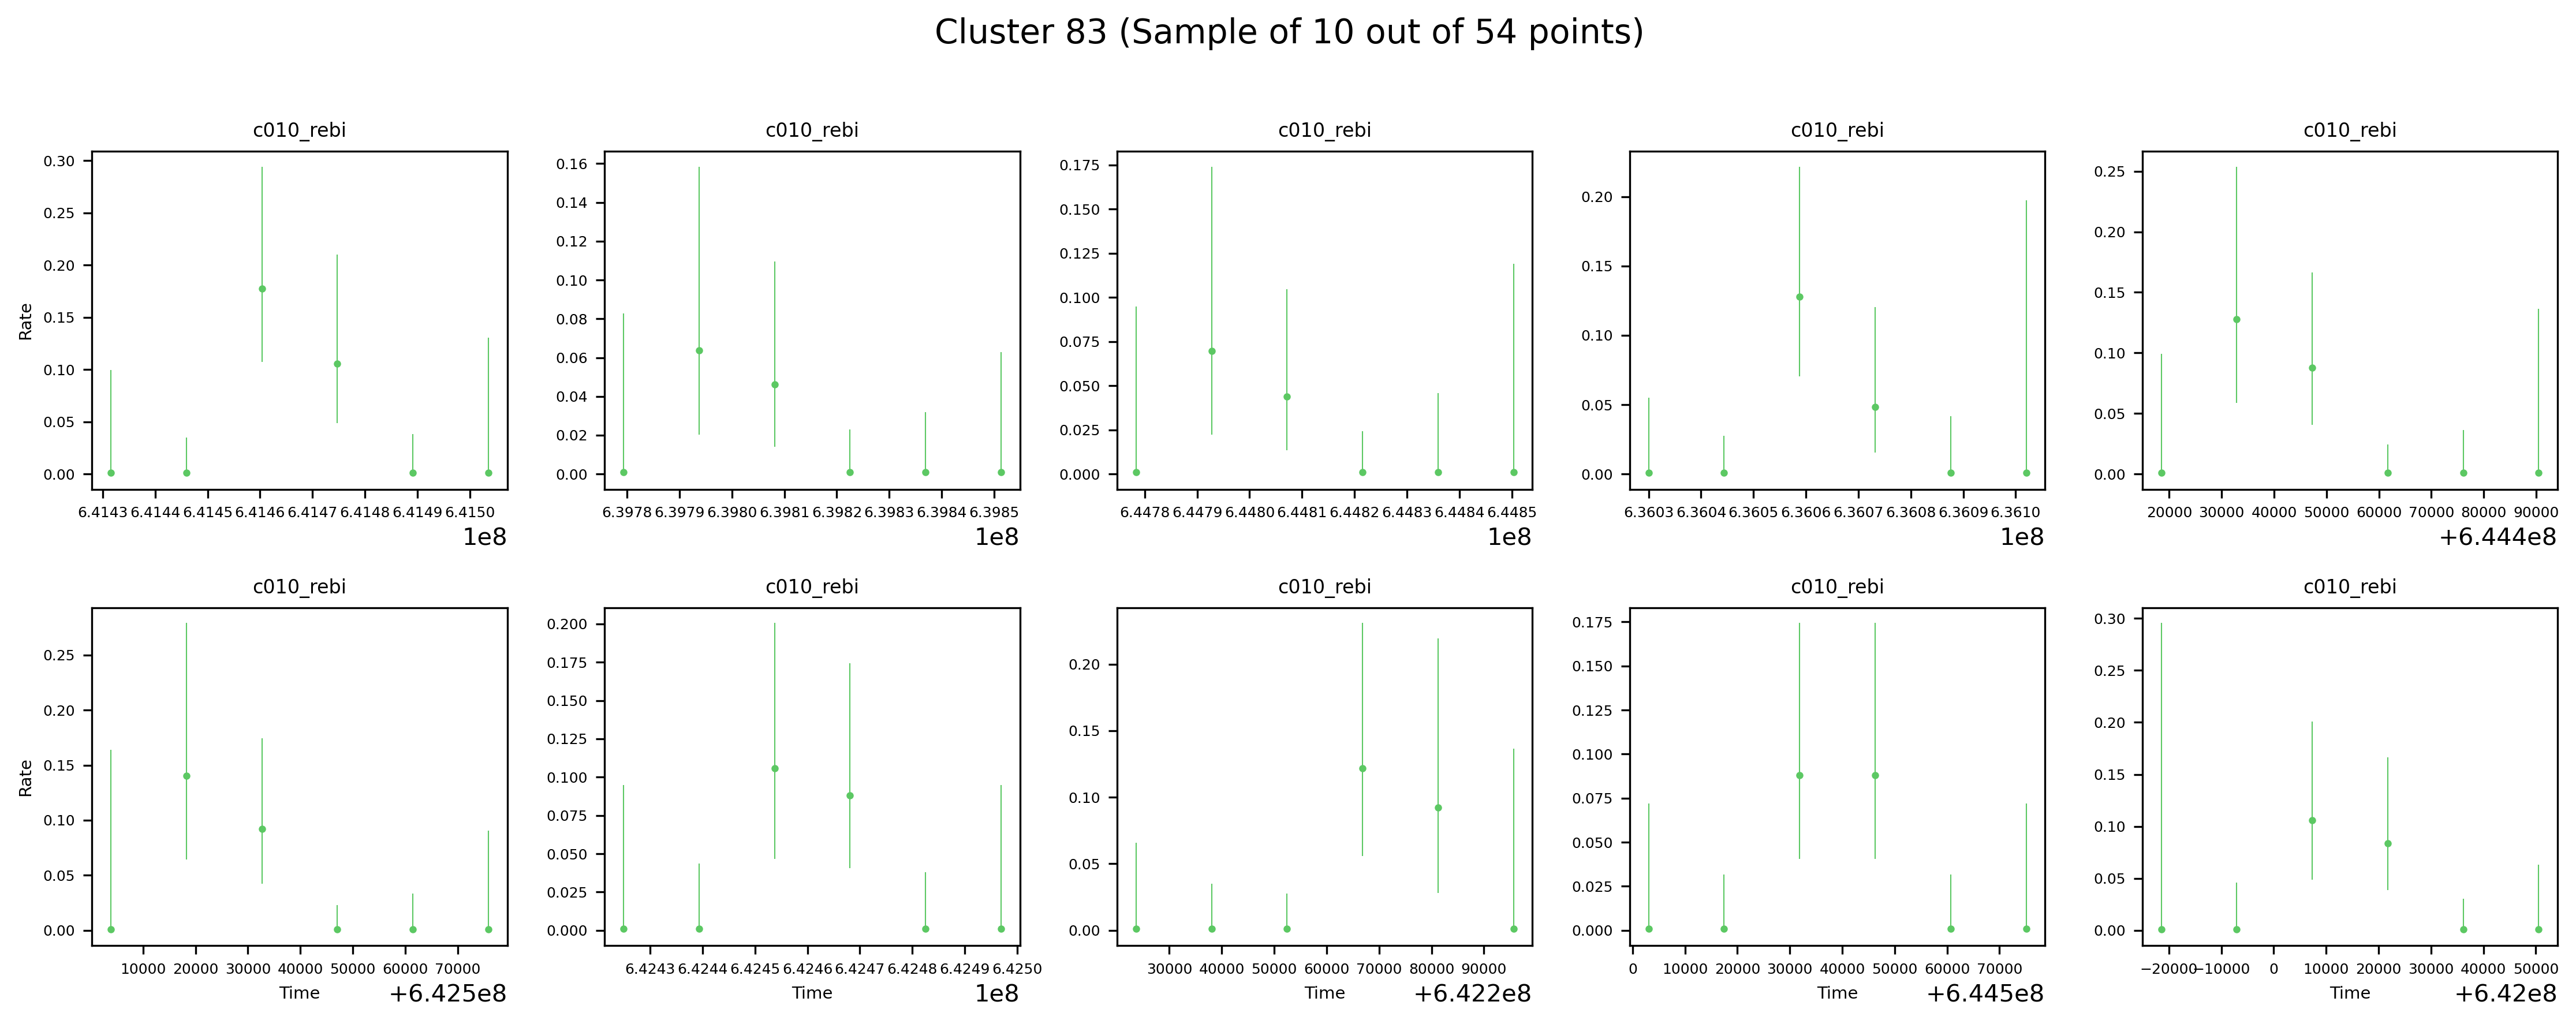 Cluster 83 (Sample of 10 out of 54 points)
c010_rebi c010_rebi c010_rebi c010_rebi c010_rebi
Rate
0.30 0.25 0.20 0.15 0.10 0.05 0.00
6.4143 6.4144 6.4145 6.4146 6.4147 6.4148 6.4149 6.4150
1e8
0.16 0.14 0.12 0.10 0.08 0.06 0.04 0.02 0.00
6.3978 6.3979 6.3980 6.3981 6.3982 6.3983 6.3984 6.3985
1e8
0.175 0.150 0.125 0.100 0.075 0.050 0.025 0.000
6.4478 6.4479 6.4480 6.4481 6.4482 6.4483 6.4484 6.4485
1e8
0.20 0.15 0.10 0.05 0.00
6.3603 6.3604 6.3605 6.3606 6.3607 6.3608 6.3609 6.3610
1e8
0.25 0.20 0.15 0.10 0.05 0.00
20000 30000 40000 50000 60000 70000 80000 90000
+6.444e8
c010_rebi c010_rebi c010_rebi c010_rebi c010_rebi
Rate
0.25 0.20 0.15 0.10 0.05 0.00
10000 20000 30000 40000 50000 60000 70000
Time +6.425e8
0.200 0.175 0.150 0.125 0.100 0.075 0.050 0.025 0.000
6.4243 6.4244 6.4245 6.4246 6.4247 6.4248 6.4249 6.4250
Time 1e8
0.20 0.15 0.10 0.05 0.00
30000 40000 50000 60000 70000 80000 90000
Time +6.422e8
0.175 0.150 0.125 0.100 0.075 0.050 0.025 0.000
0 10000 20000 30000 40000 50000 60000 70000
Time +6.445e8
0.30 0.25 0.20 0.15 0.10 0.05 0.00
−20000 −10000 0 10000 20000 30000 40000 50000
Time +6.42e8